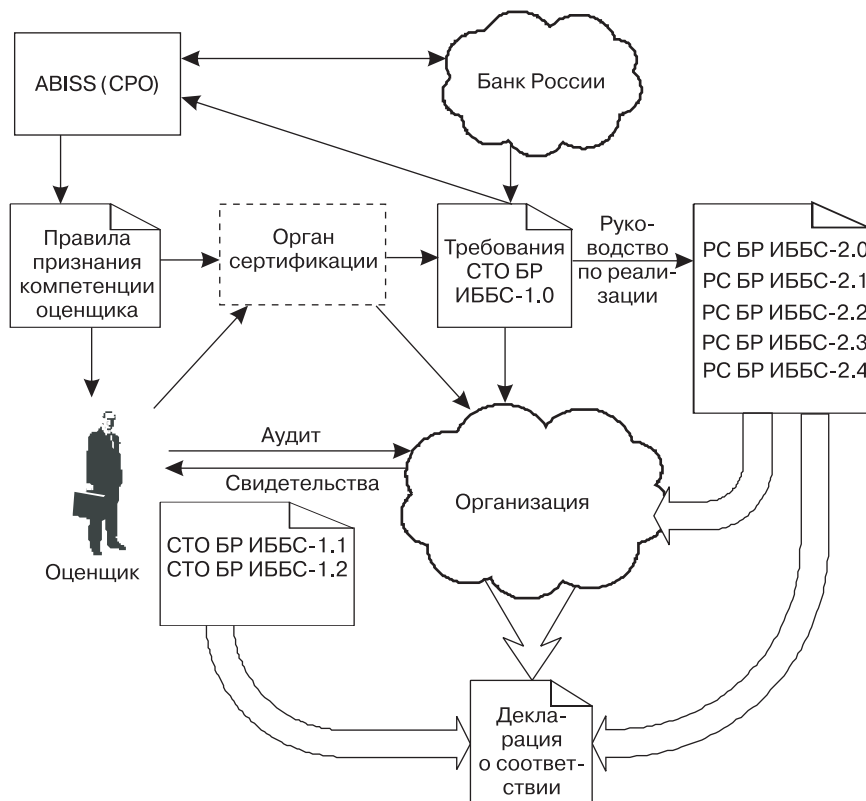 ABISS (СРО)
Банк России
Правила
признания
компетенции
оценщика
Орган
сертификации
Требования
СТО БР
ИББС-1.0
Руко-
водство
по реали-
зации
РС БР ИББС-2.0
РС БР ИББС-2.1
РС БР ИББС-2.2
РС БР ИББС-2.3
РС БР ИББС-2.4
Аудит
Свидетельства
Организация
Оценщик
СТО БР ИББС-1.1
СТО БР ИББС-1.2
Декла-
рация
о соответ-
ствии